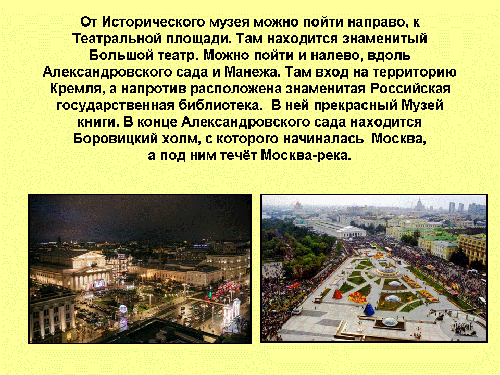 От Исторического музея можно пойти направо, к
Театральной площади. Там находится знаменитый
Большой театр. Можно пойти и налево, вдоль
Александровского сада и Манежа. Там вход на территорию
Кремля, а напротив расположена знаменитая Российская
государственная библиотека. В ней прекрасный Музей
книги. В конце Александровского сада находится
Боровицкий холм, с которого начиналась Москва,
а под ним течёт Москва-река.